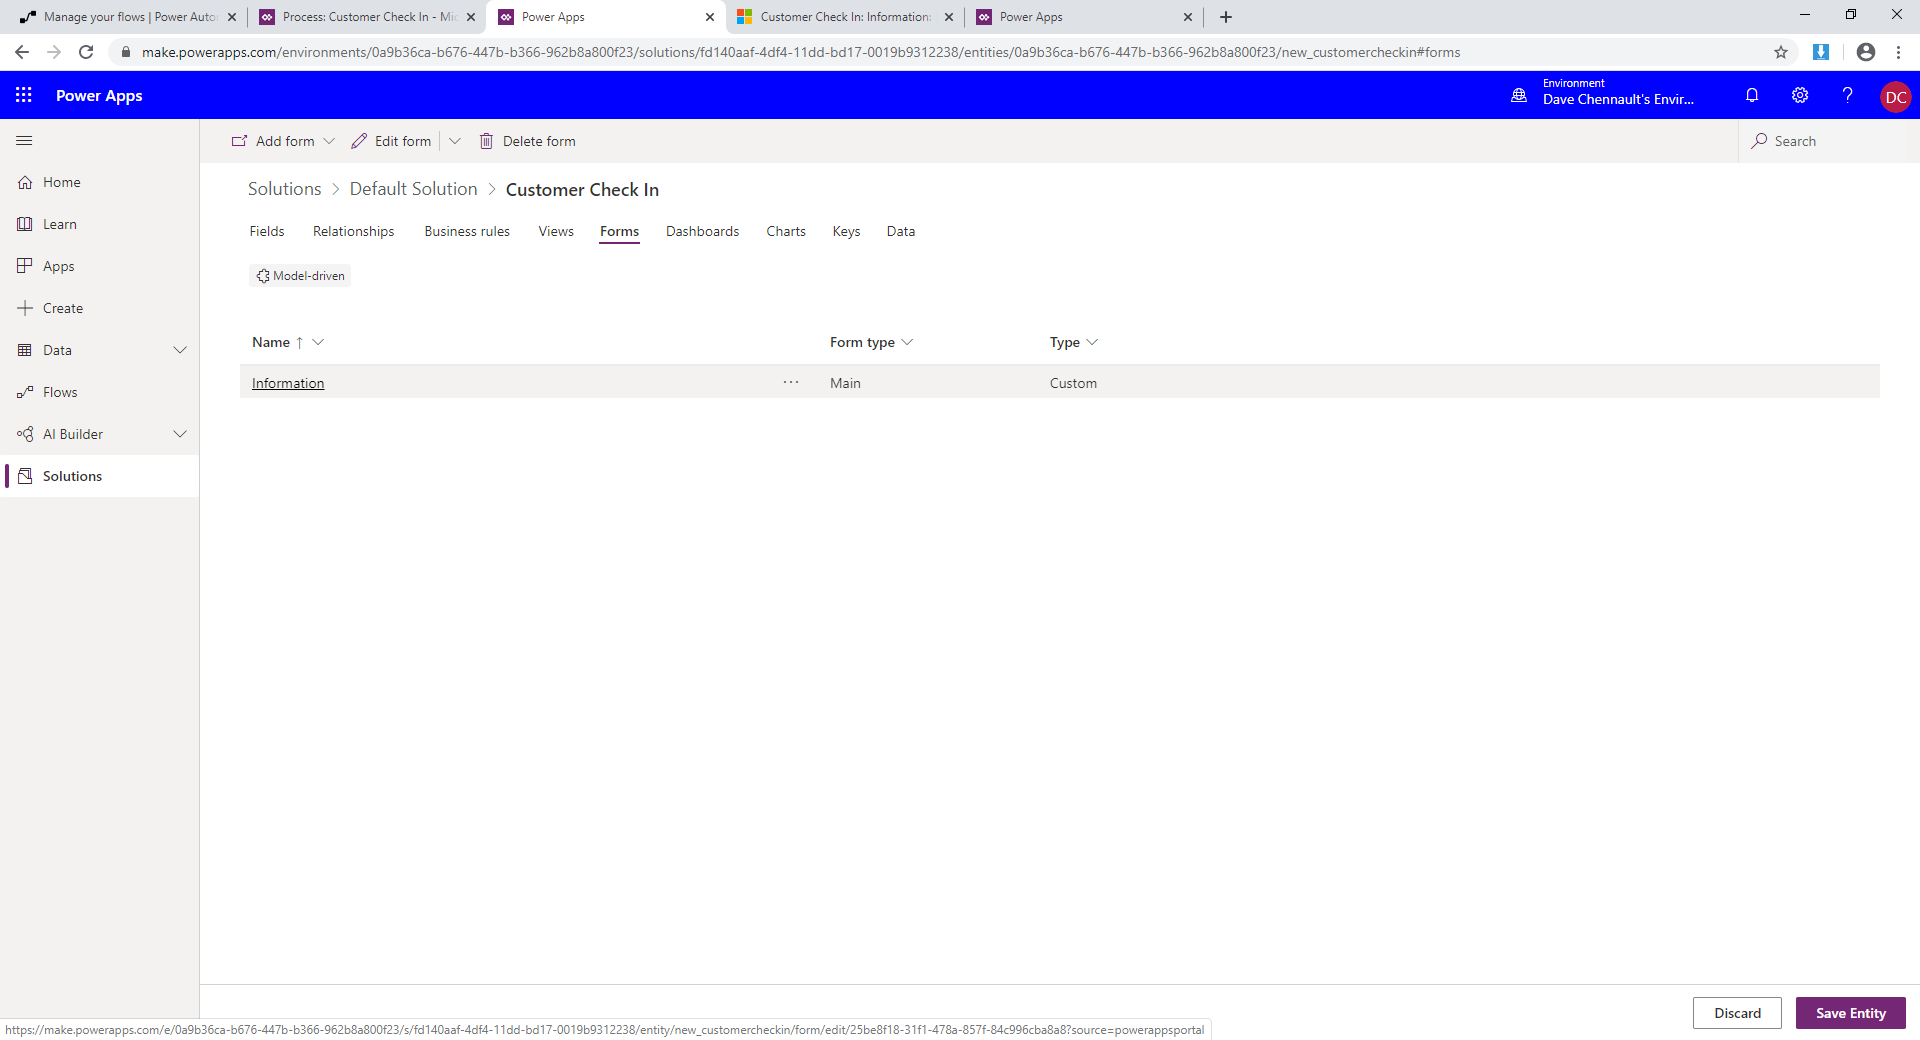 Manage your flows | Power Auto
Process: Customer Check In - Mic
Power Apps
Customer Check In: Information:
Power Apps
make.powerapps.com/environments/0a9b36ca-b676-447b-b366-962b8a800f23/solutions/fd140aaf-4df4-11dd-bd17-0019b9312238/entities/0a9b36ca-b676-447b-b366-962b8a800f23/new_customercheckin#forms
Power Apps
Environment
Dave Chennault's Envir...
DC
Add form
Edit form
Delete form
Search
Home
Learn
Apps
Create
Data
Flows
AI Builder
Solutions
Solutions > Default Solution > Customer Check In
Fields Relationships Business rules Views Forms Dashboards Charts Keys Data
Model-driven
Name ↑ Form type Type
Information ... Main Custom
Discard
Save Entity
https://make.powerapps.com/e/0a9b36ca-b676-447b-b366-962b8a800f23/s/fd140aaf-4df4-11dd-bd17-0019b9312238/entity/new_customercheckin/form/edit/25be8f18-31f1-478a-857f-84c996cba8a8?source=powerappsportal